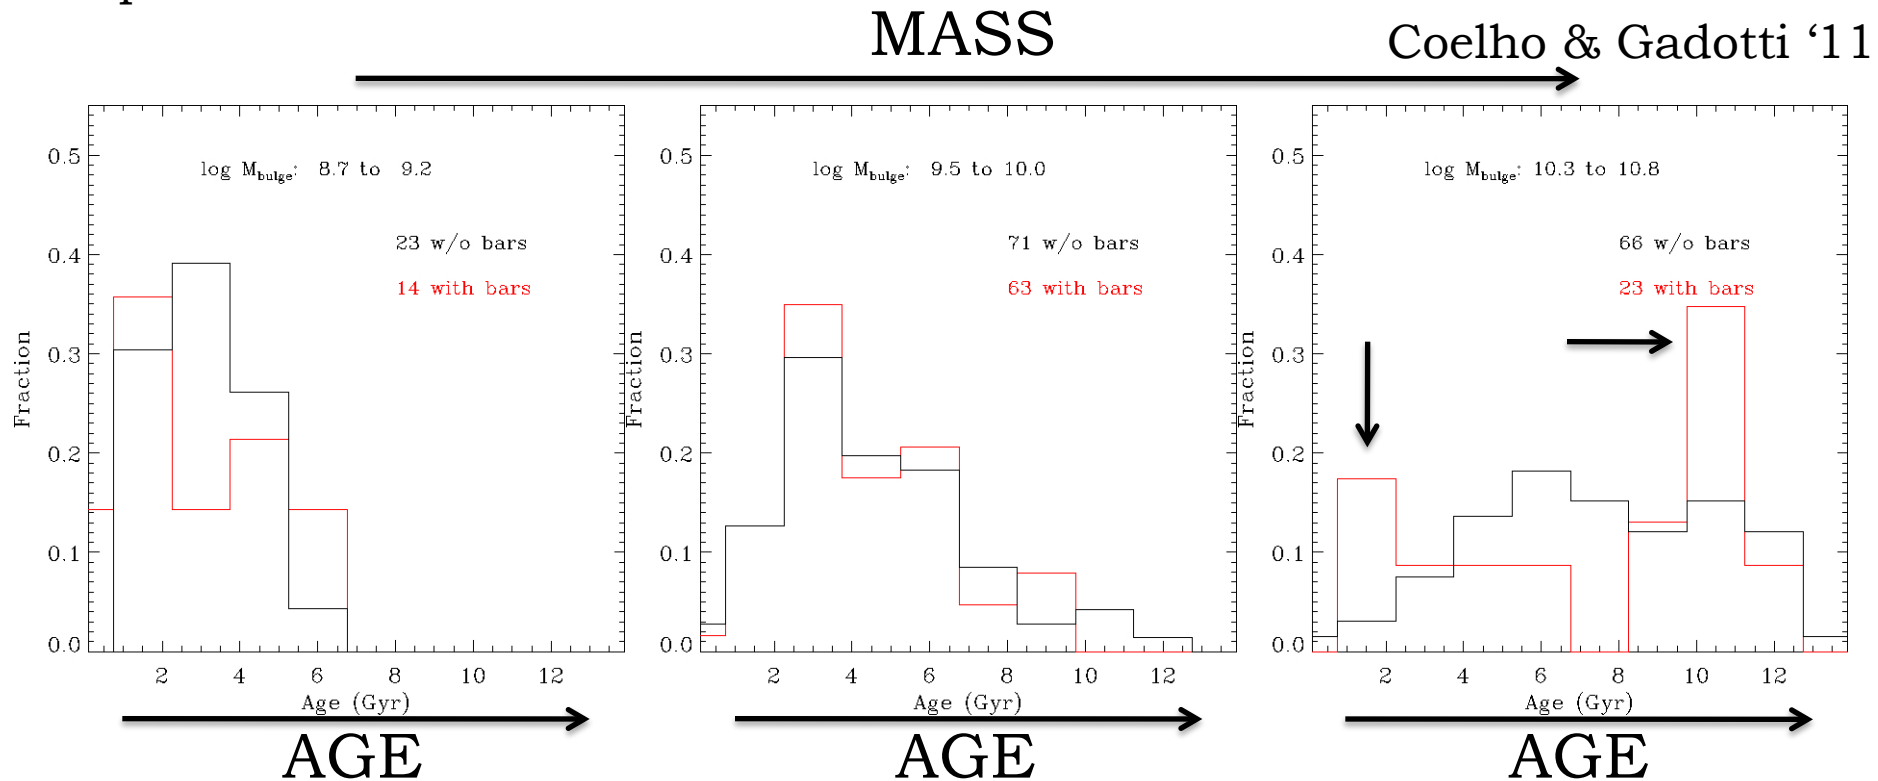 MASS
Coelho & Gadotti ‘11
log M_bulge: 8.7 to 9.2
23 w/o bars
14 with bars
0.5
0.4
0.3
0.2
0.1
0.0
Fraction
2 4 6 8 10 12
Age (Gyr)
AGE
log M_bulge: 9.5 to 10.0
71 w/o bars
63 with bars
0.5
0.4
0.3
0.2
0.1
0.0
Fraction
2 4 6 8 10 12
Age (Gyr)
AGE
log M_bulge: 10.3 to 10.8
66 w/o bars
23 with bars
0.5
0.4
0.3
0.2
0.1
0.0
Fraction
2 4 6 8 10 12
Age (Gyr)
AGE